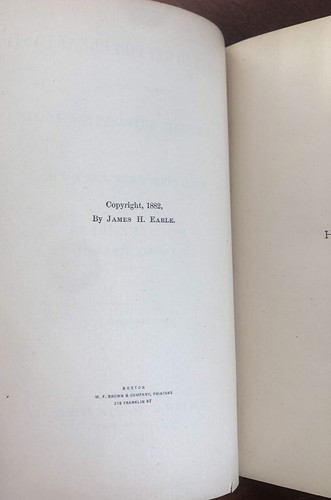 Copyright, 1882,
By JAMES H. EARLE.
BOSTON
W. F. BROWN & COMPANY, PRINTERS
218 FRANKLIN ST
H